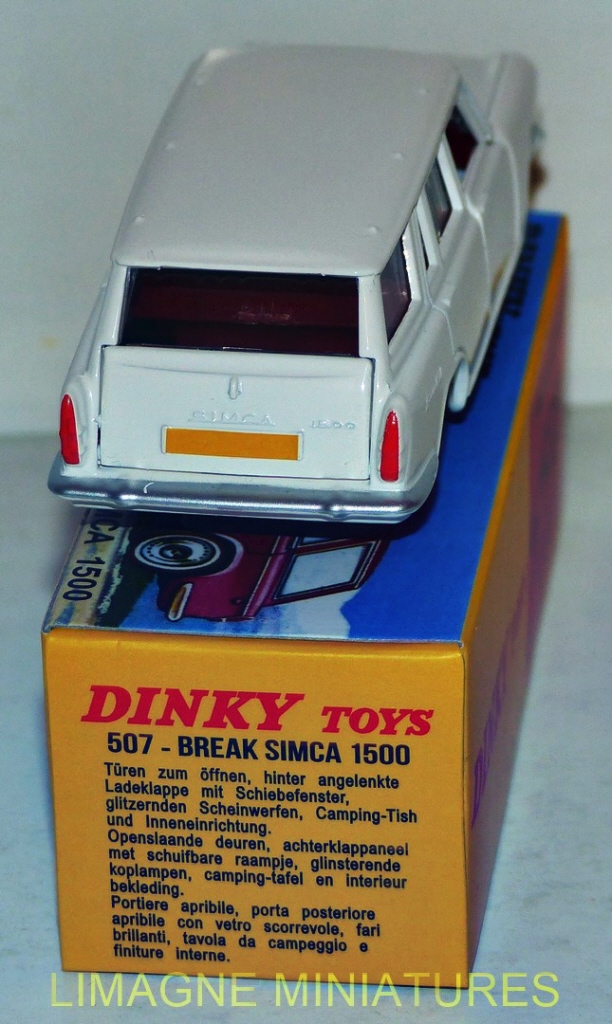 SIMCA 1500
CA 1500
DINKY TOYS
507 - BREAK SIMCA 1500
Türen zum öffnen, hinter angelenkte
Ladeklappe mit Schiebefenster,
glitzernden Scheinwerfen, Camping-Tish
und Inneneinrichtung.
Openslaande deuren, achterklappaneel
met schuifbare raampje, glinsterende
koplampen, camping-tafel en interieur
bekleding.
Portiere apribile, porta posteriore
apribile con vetro scorrevole, fari
brillanti, tavola da campeggio e
finiture interne.
LIMAGNE MINIATURES